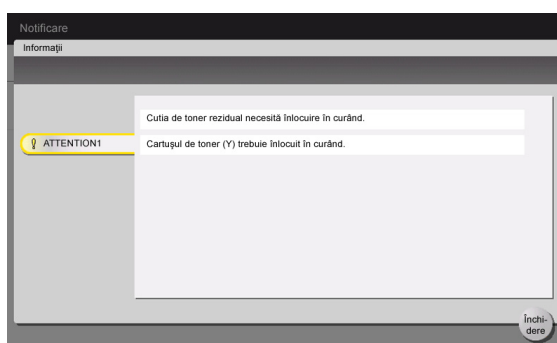 Notificare
Informaţii
Cutia de toner rezidual necesită înlocuire în curând.
ATTENTION1
Cartuşul de toner (Y) trebuie înlocuit în curând.
Închi-
dere